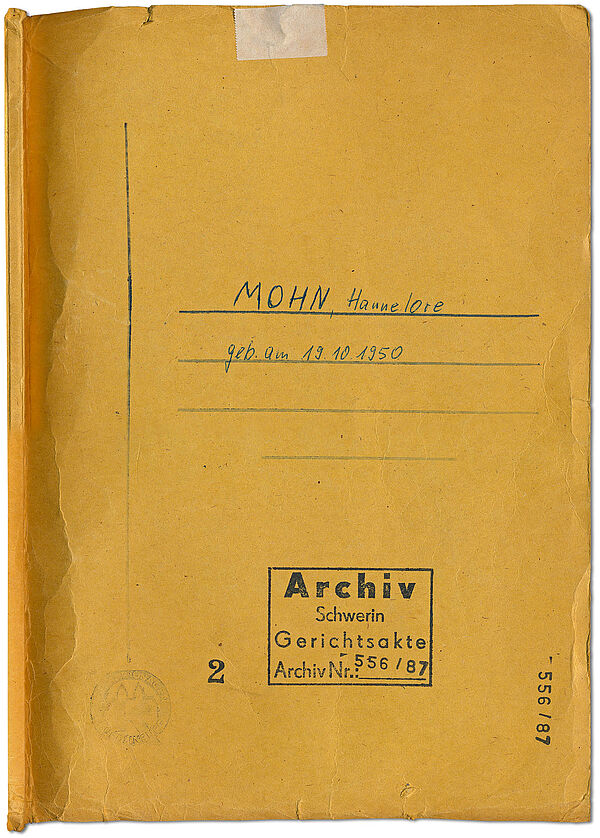 MOHN, Hannelore
geb. am 19.10.1950
Archiv
Schwerin
Gerichtsakte
Archiv Nr.: 556/87
2
556/87